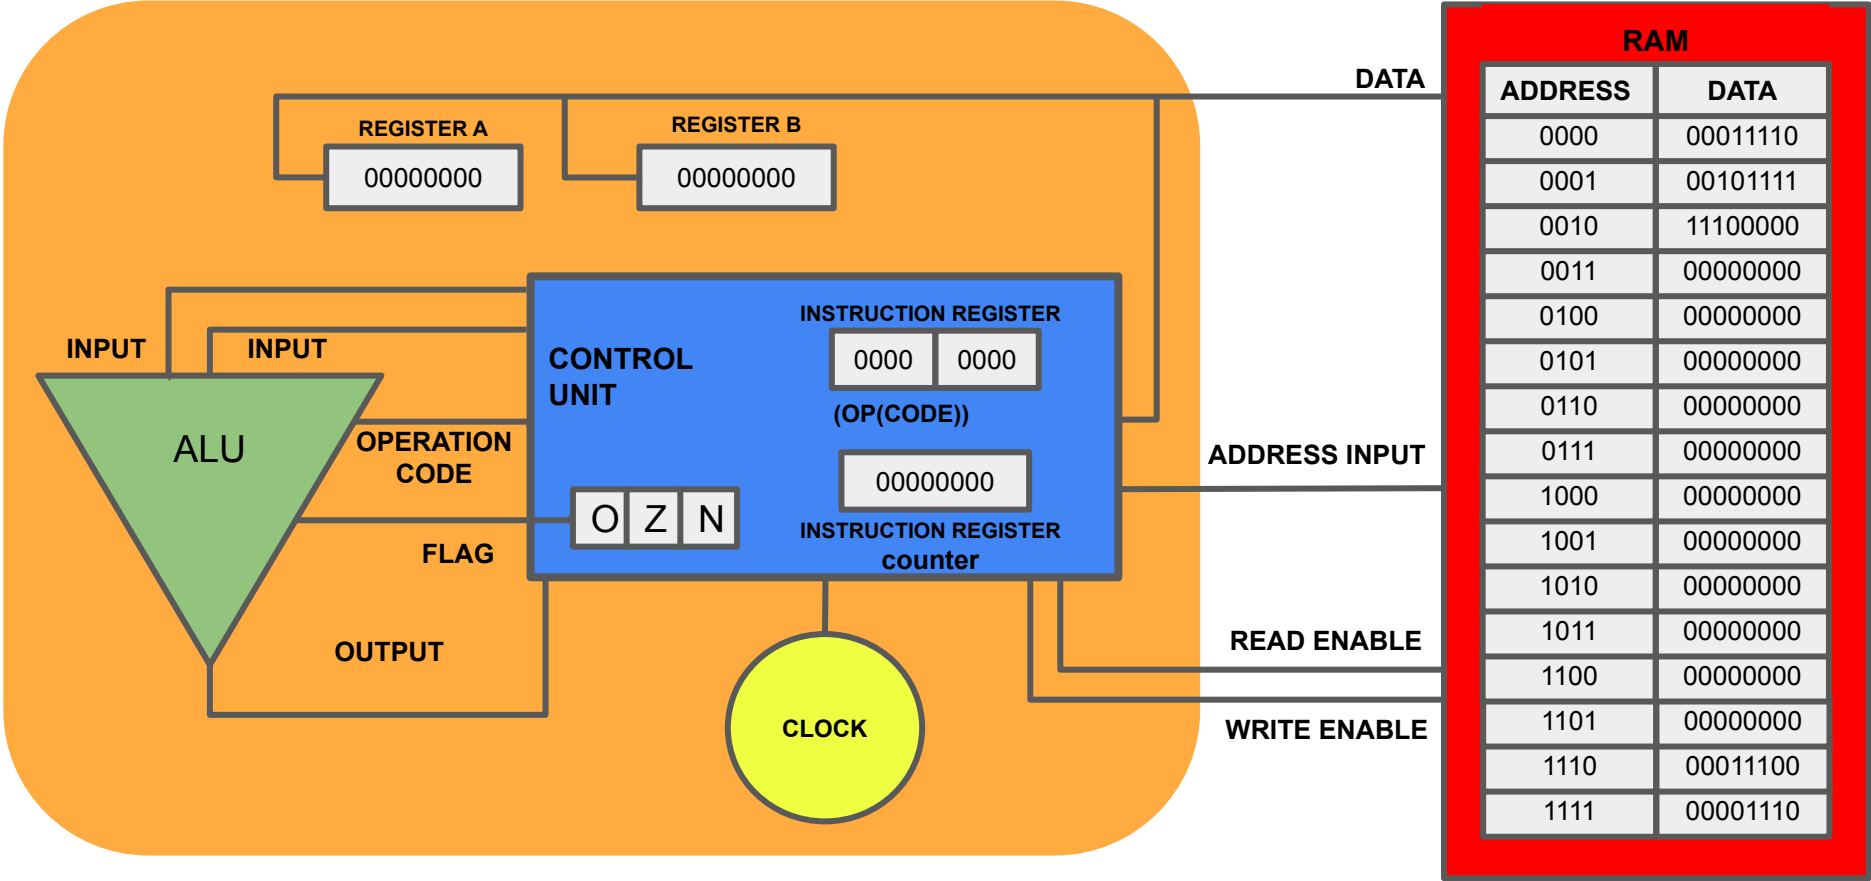 RAM
DATA
ADDRESS DATA
REGISTER A
REGISTER B
00000000
00000000
0000 00011110
0001 00101111
0010 11100000
0011 00000000
0100 00000000
0101 00000000
0110 00000000
0111 00000000
1000 00000000
1001 00000000
1010 00000000
1011 00000000
1100 00000000
1101 00000000
1110 00011100
1111 00001110
INPUT
INPUT
ALU
OPERATION
CODE
FLAG
OUTPUT
CONTROL
UNIT
INSTRUCTION REGISTER
0000 0000
(OP(CODE))
00000000
INSTRUCTION REGISTER
counter
O Z N
CLOCK
ADDRESS INPUT
READ ENABLE
WRITE ENABLE